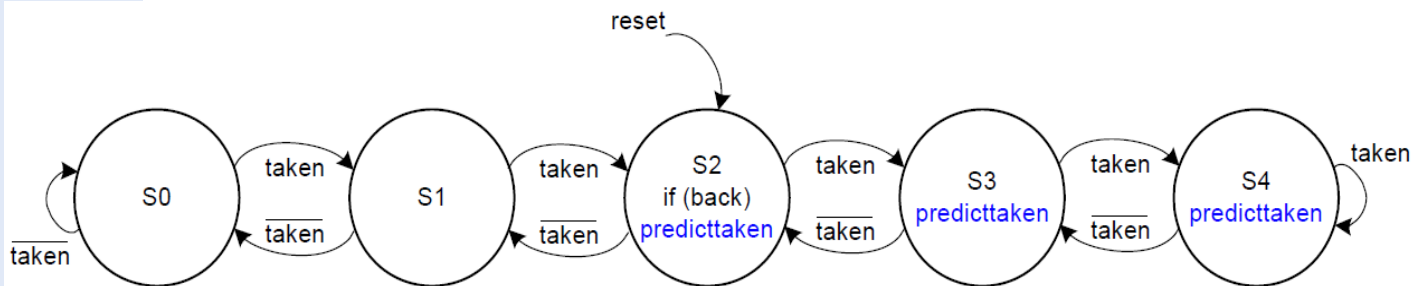 reset
taken
taken
taken
taken
taken
S0
S1
S2
if (back)
predicttaken
S3
predicttaken
S4
predicttaken
taken
taken
taken
taken
taken